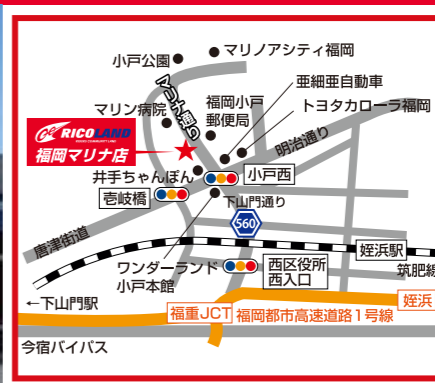 マリノアシティ福岡
小戸公園
マリナ通り
亜細亜自動車
福岡小戸
郵便局
トヨタカローラ福岡
マリン病院
RICOLAND
福岡マリナ店
明治通り
井手ちゃんぽん
小戸西
壱岐橋
下山門通り
560
唐津街道
姪浜駅
ワンダーランド
小戸本館
西区役所
西入口
筑肥線
←下山門駅
姪浜
福重JCT
福岡都市高速道路1号線
今宿バイパス